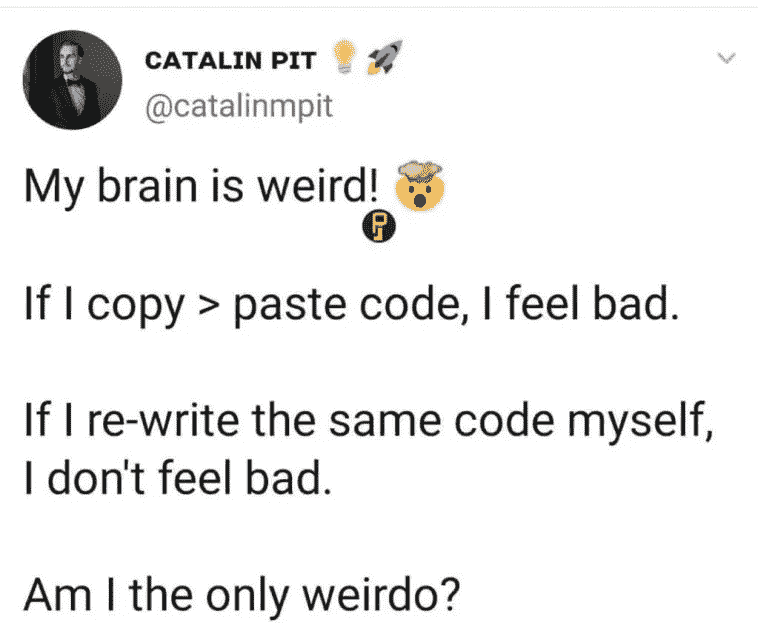 CATALIN PIT 💡 🚀
@catalinmpit
My brain is weird! 🤯
If I copy > paste code, I feel bad.
If I re-write the same code myself,
I don't feel bad.
Am I the only weirdo?